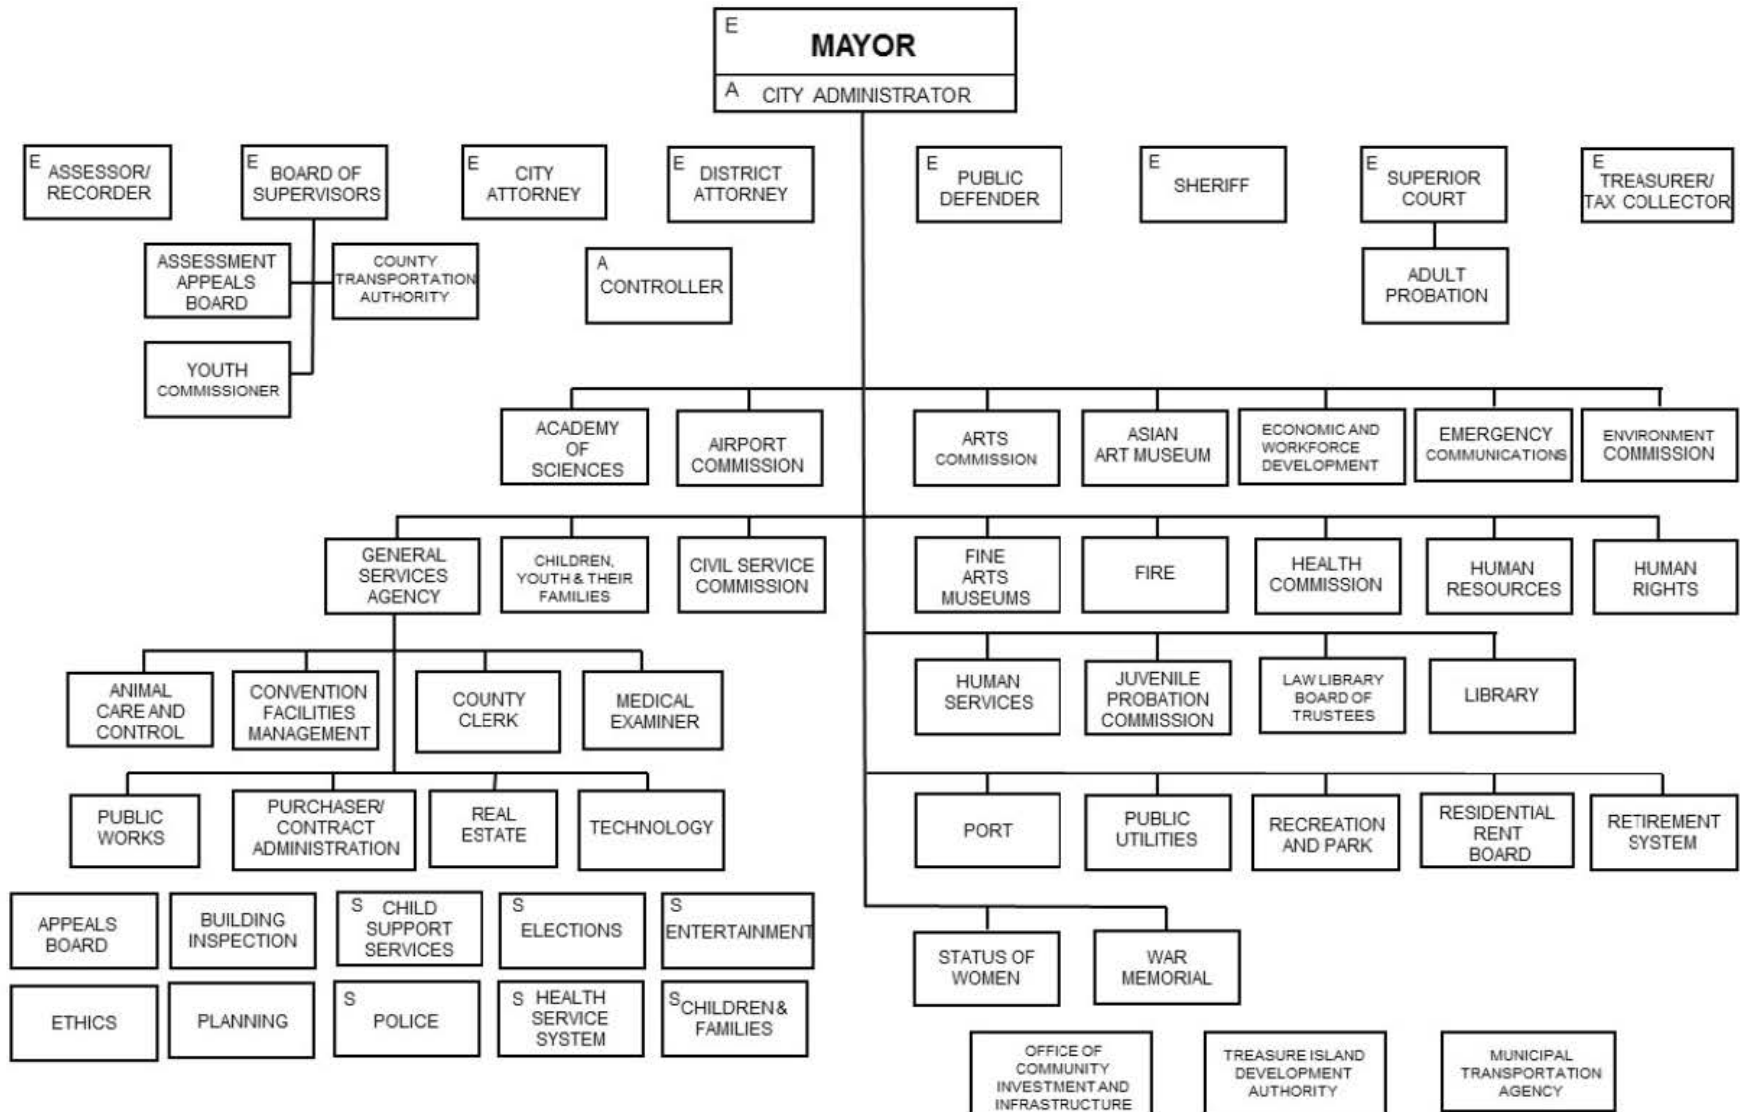 E
MAYOR
A CITY ADMINISTRATOR
E ASSESSOR/
RECORDER
E BOARD OF
SUPERVISORS
E CITY
ATTORNEY
E DISTRICT
ATTORNEY
E PUBLIC
DEFENDER
E SHERIFF
E SUPERIOR
COURT
E TREASURER/
TAX COLLECTOR
ASSESSMENT
APPEALS
BOARD
COUNTY
TRANSPORTATION
AUTHORITY
A
CONTROLLER
ADULT
PROBATION
YOUTH
COMMISSIONER
ACADEMY
OF
SCIENCES
AIRPORT
COMMISSION
ARTS
COMMISSION
ASIAN
ART MUSEUM
ECONOMIC AND
WORKFORCE
DEVELOPMENT
EMERGENCY
COMMUNICATIONS
ENVIRONMENT
COMMISSION
GENERAL
SERVICES
AGENCY
CHILDREN,
YOUTH & THEIR
FAMILIES
CIVIL SERVICE
COMMISSION
FINE
ARTS
MUSEUMS
FIRE
HEALTH
COMMISSION
HUMAN
RESOURCES
HUMAN
RIGHTS
ANIMAL
CARE AND
CONTROL
CONVENTION
FACILITIES
MANAGEMENT
COUNTY
CLERK
MEDICAL
EXAMINER
HUMAN
SERVICES
JUVENILE
PROBATION
COMMISSION
LAW LIBRARY
BOARD OF
TRUSTEES
LIBRARY
PUBLIC
WORKS
PURCHASER/
CONTRACT
ADMINISTRATION
REAL
ESTATE
TECHNOLOGY
PORT
PUBLIC
UTILITIES
RECREATION
AND PARK
RESIDENTIAL
RENT
BOARD
RETIREMENT
SYSTEM
APPEALS
BOARD
BUILDING
INSPECTION
S CHILD
SUPPORT
SERVICES
S
ELECTIONS
S
ENTERTAINMENT
STATUS OF
WOMEN
WAR
MEMORIAL
ETHICS
PLANNING
S
POLICE
S HEALTH
SERVICE
SYSTEM
S CHILDREN &
FAMILIES
OFFICE OF
COMMUNITY
INVESTMENT AND
INFRASTRUCTURE
TREASURE ISLAND
DEVELOPMENT
AUTHORITY
MUNICIPAL
TRANSPORTATION
AGENCY